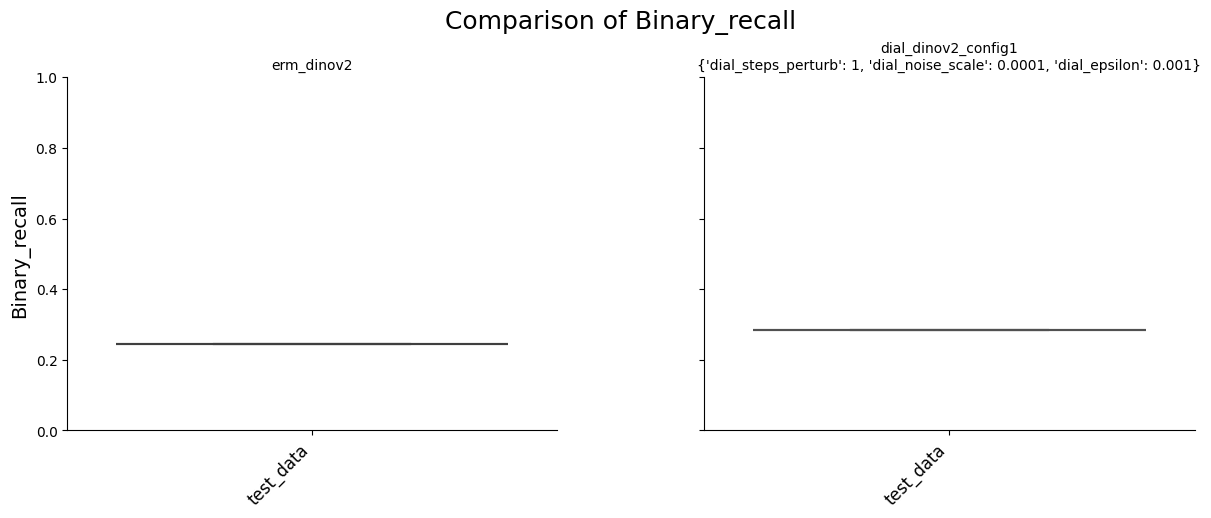 Comparison of Binary_recall
erm_dinov2
dial_dinov2_config1
{'dial_steps_perturb': 1, 'dial_noise_scale': 0.0001, 'dial_epsilon': 0.001}
Binary_recall
1.0
0.8
0.6
0.4
0.2
0.0
test_data
test_data